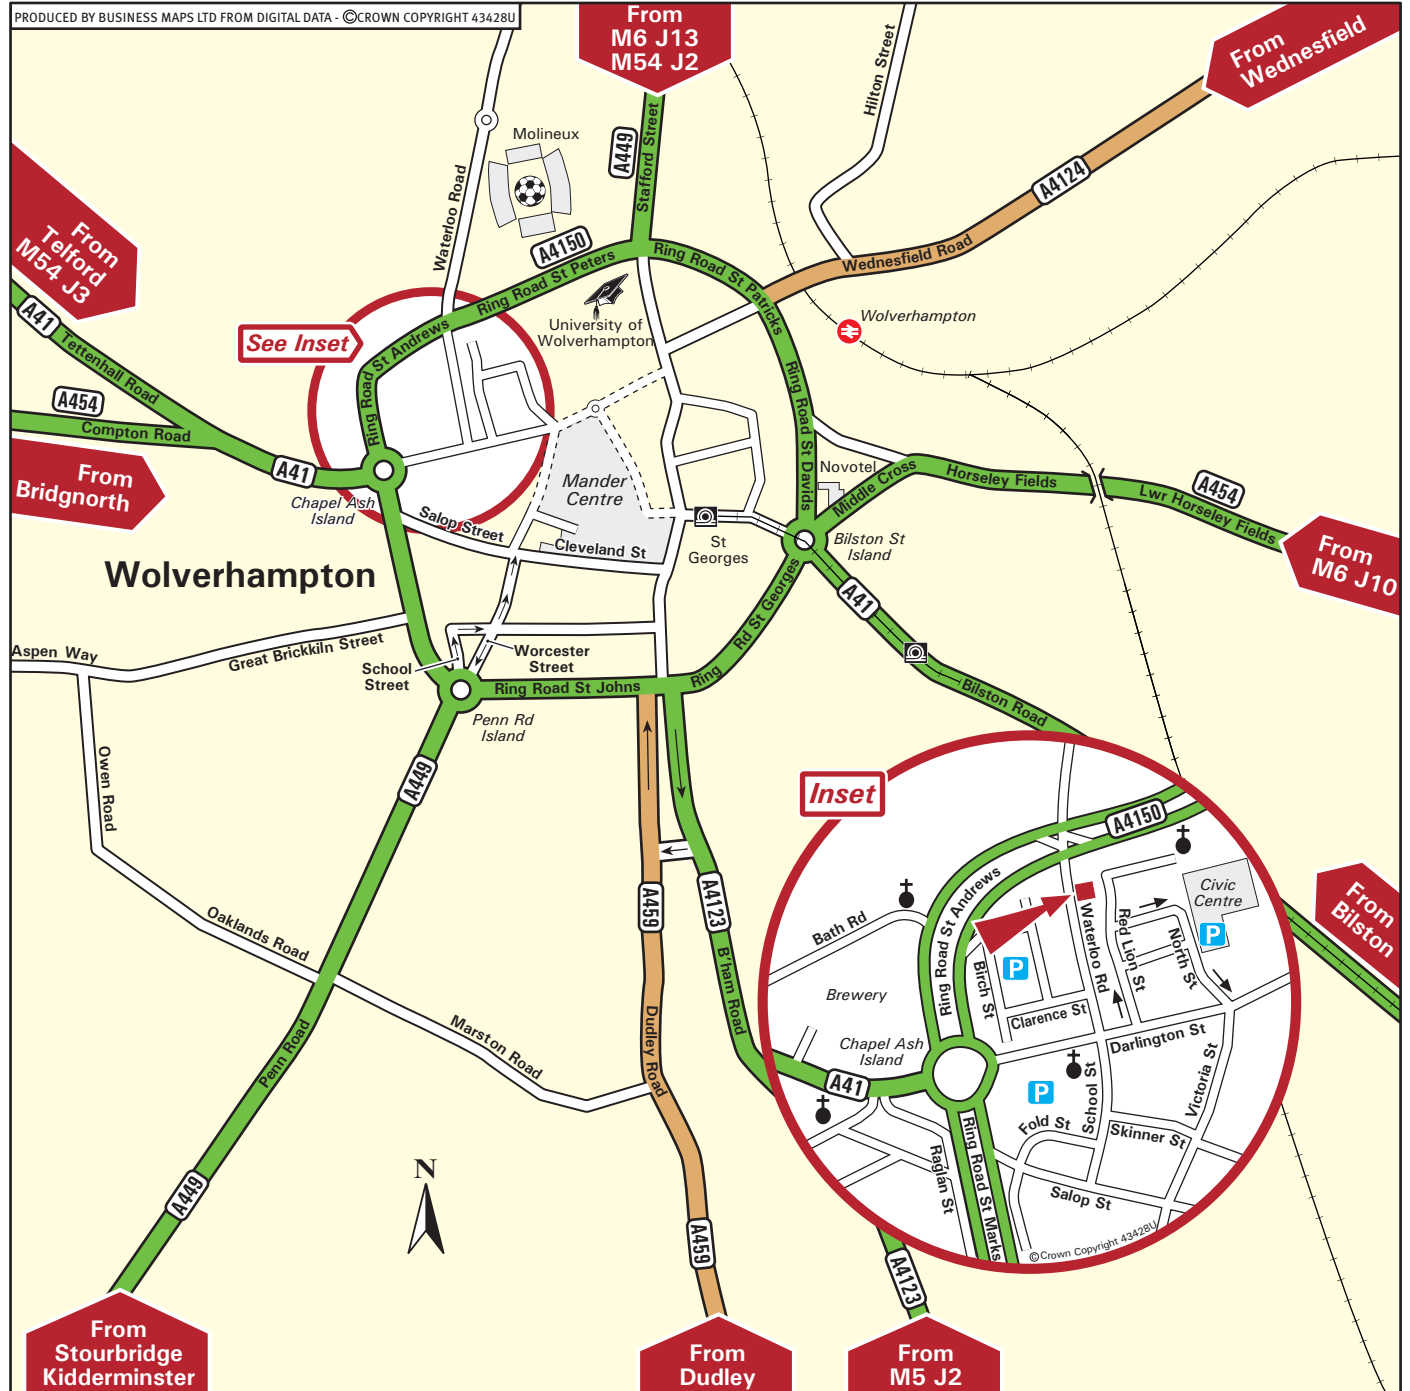 PRODUCED BY BUSINESS MAPS LTD FROM DIGITAL DATA - ©CROWN COPYRIGHT 43428U
From
M6 J13
M54 J2
From
Wednesfield
Hilton Street
Molineux
A449
Stafford Street
A4124
Waterloo Road
From
Telford
M54 J3
A4150
Ring Road St Peters
Ring Road St Patricks
Wednesfield Road
Wolverhampton
University of
Wolverhampton
See Inset
Ring Road St Andrews
A41
Tettenhall Road
A454
Compton Road
Ring Road St Davids
From
Bridgnorth
A41
Chapel Ash
Island
Salop Street
Mander
Centre
Cleveland St
St
Georges
Novotel
Middle Cross
Horseley Fields
A454
Lwr Horseley Fields
Bilston St
Island
From
M6 J10
Wolverhampton
A41
Rd St Georges
Ring
Aspen Way
Great Brickkiln Street
School
Street
Worcester
Street
Ring Road St Johns
Penn Rd
Island
Bilston Road
Owen Road
A449
Oaklands Road
Marston Road
Penn Road
A449
A459
A4123
B'ham Road
Dudley Road
A459
A4123
N
Inset
A4150
Ring Road St Andrews
Bath Rd
Civic
Centre
P
Waterloo Rd
Red Lion St
North St
Birch St
P
Brewery
Clarence St
Darlington St
Chapel Ash
Island
A41
P
School St
Victoria St
Fold St
Skinner St
Raglan St
Ring Road St Marks
Salop St
©Crown Copyright 43428U
From
Bilston
From
Stourbridge
Kidderminster
From
Dudley
From
M5 J2